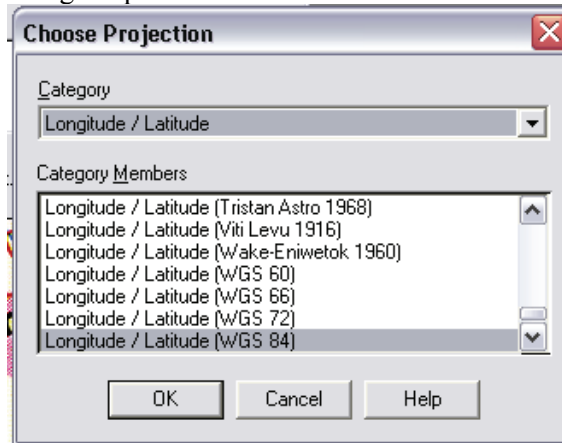 Choose Projection
Category
Longitude / Latitude
Category Members
Longitude / Latitude (Tristan Astro 1968)
Longitude / Latitude (Viti Levu 1916)
Longitude / Latitude (Wake-Eniwetok 1960)
Longitude / Latitude (WGS 60)
Longitude / Latitude (WGS 66)
Longitude / Latitude (WGS 72)
Longitude / Latitude (WGS 84)
OK Cancel Help